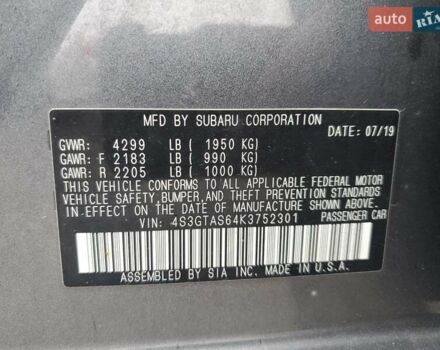 auto RIA
MFD BY SUBARU CORPORATION
DATE: 07/19
GVWR: 4299 LB ( 1950 KG)
GAWR: F 2183 LB ( 990 KG)
GAWR: R 2205 LB ( 1000 KG)
THIS VEHICLE CONFORMS TO ALL APPLICABLE FEDERAL MOTOR
VEHICLE SAFETY, BUMPER, AND THEFT PREVENTION STANDARDS
IN EFFECT ON THE DATE OF MANUFACTURE SHOWN ABOVE.
VIN: 4S3GTAS64K3752301 PASSENGER CAR
ASSEMBLED BY SIA INC. MADE IN U.S.A.